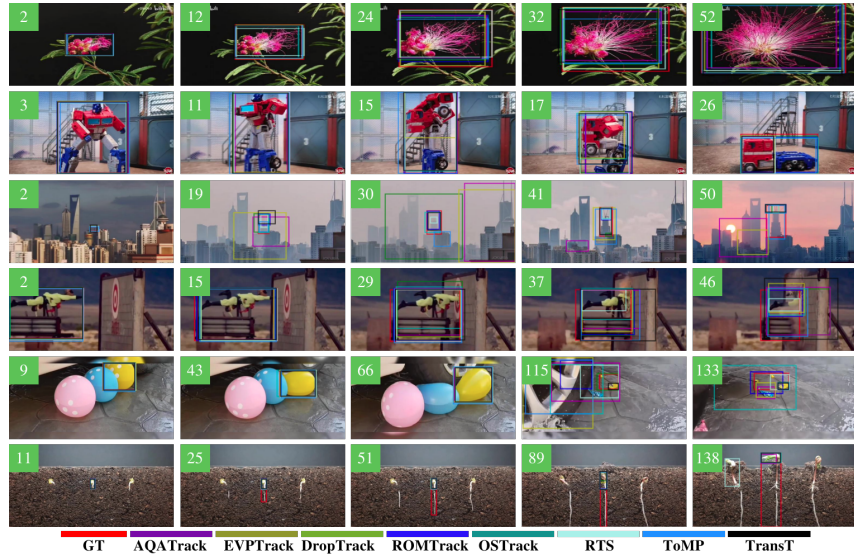 2 12 24 32 52
3 11 15 17 26
2 19 30 41 50
2 15 29 37 46
9 43 66 115 133
11 25 51 89 138
GT AQATrack EVPTrack DropTrack ROMTrack OSTrack RTS ToMP TransT